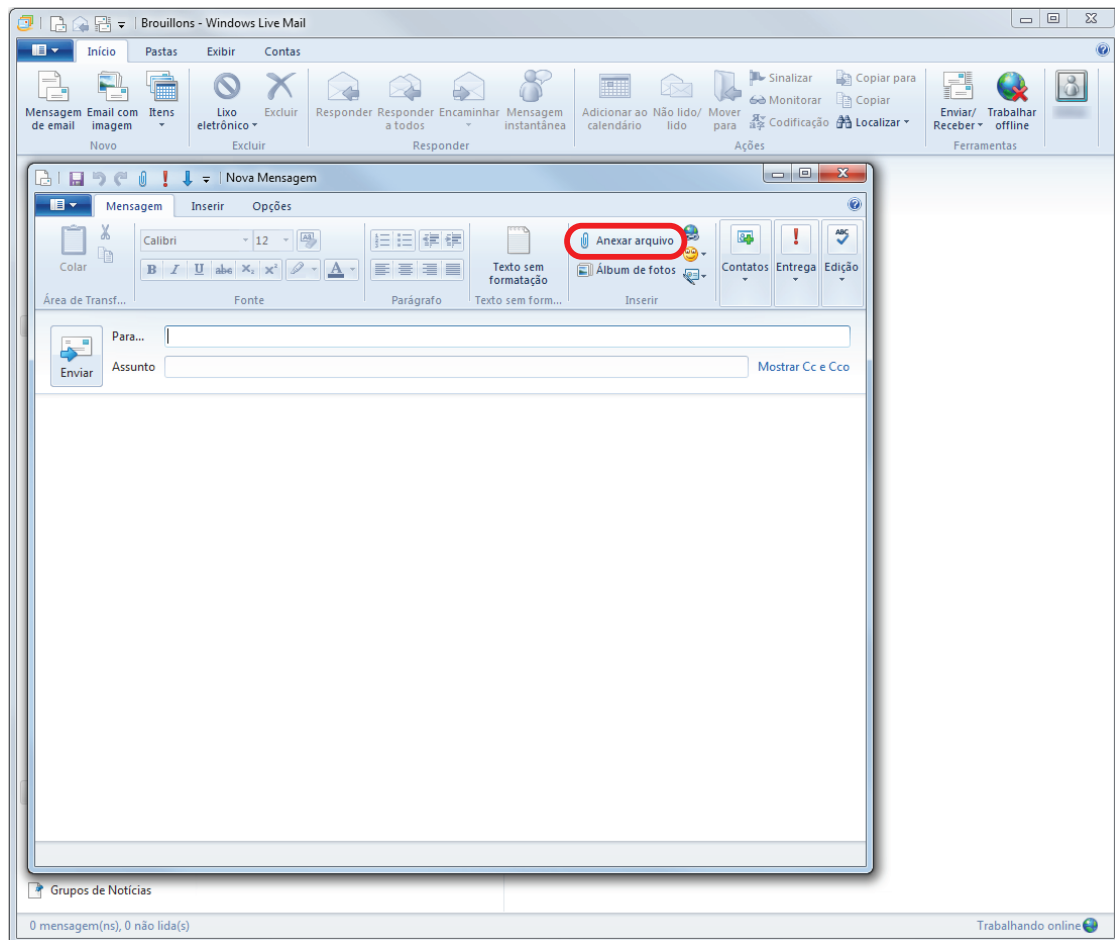 Brouillons - Windows Live Mail
Início Pastas Exibir Contas
Mensagem de email
Email com imagem
Itens
Novo
Lixo eletrônico
Excluir
Excluir
Responder
Responder a todos
Encaminhar
Mensagem instantânea
Responder
Adicionar ao calendário
Não lido/lido
Mover para
Sinalizar
Monitorar
Codificação
Copiar para
Copiar
Localizar
Ações
Enviar/Receber
Trabalhar offline
Ferramentas
Nova Mensagem
Mensagem Inserir Opções
Colar
Área de Transf...
Calibri 12
B I U abc X₂ x² A
Fonte
Parágrafo
Texto sem formatação
Texto sem form...
Anexar arquivo
Álbum de fotos
Inserir
Contatos
Entrega
ABC
Edição
Enviar
Para...
Assunto
Mostrar Cc e Cco
Grupos de Notícias
0 mensagem(ns), 0 não lida(s)
Trabalhando online